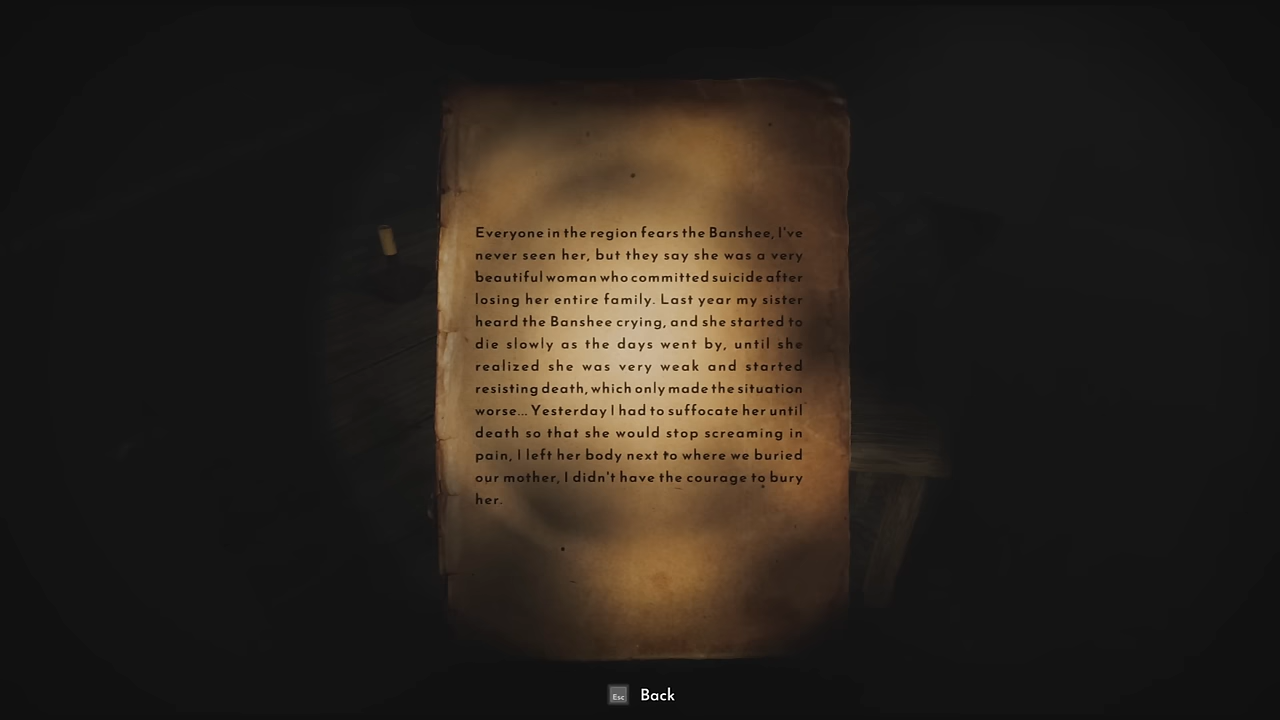 Everyone in the region fears the Banshee, I've
never seen her, but they say she was a very
beautiful woman who committed suicide after
losing her entire family. Last year my sister
heard the Banshee crying, and she started to
die slowly as the days went by, until she
realized she was very weak and started
resisting death, which only made the situation
worse... Yesterday I had to suffocate her until
death so that she would stop screaming in
pain, I left her body next to where we buried
our mother, I didn't have the courage to bury
her.
Esc Back